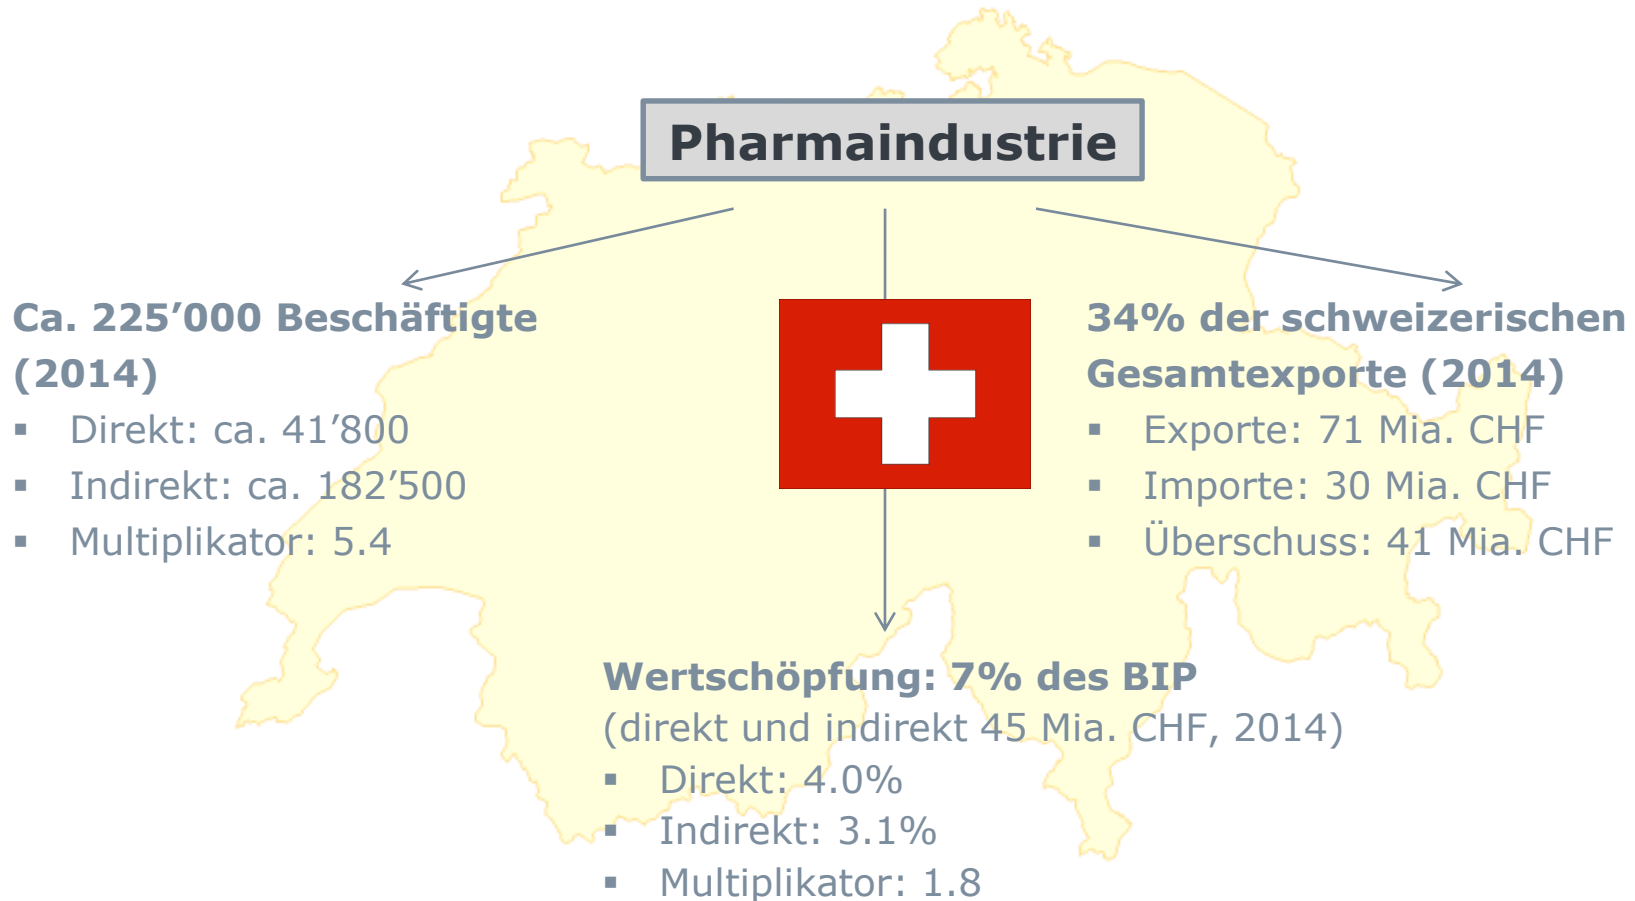 Pharmaindustrie
Ca. 225’000 Beschäftigte
(2014)
▪ Direkt: ca. 41’800
▪ Indirekt: ca. 182’500
▪ Multiplikator: 5.4
34% der schweizerischen
Gesamtexporte (2014)
▪ Exporte: 71 Mia. CHF
▪ Importe: 30 Mia. CHF
▪ Überschuss: 41 Mia. CHF
Wertschöpfung: 7% des BIP
(direkt und indirekt 45 Mia. CHF, 2014)
▪ Direkt: 4.0%
▪ Indirekt: 3.1%
▪ Multiplikator: 1.8